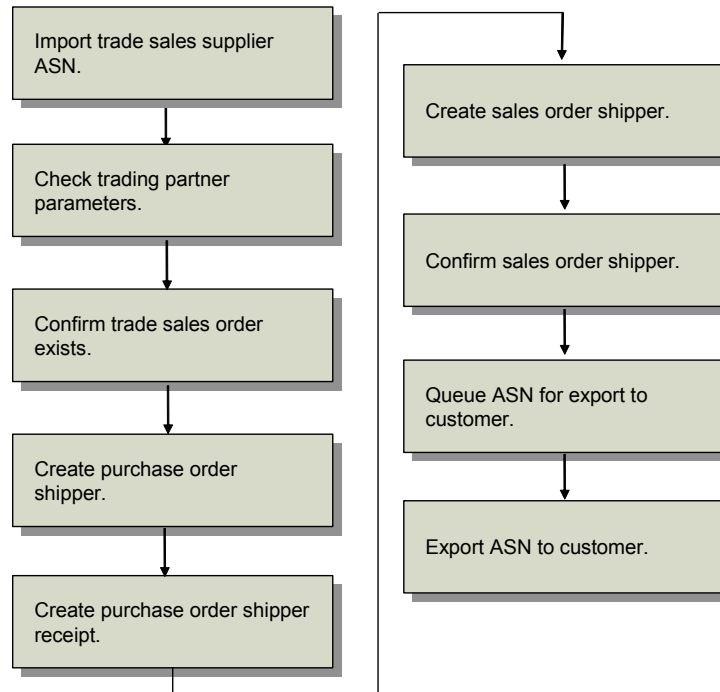 Import trade sales supplier
ASN.
Check trading partner
parameters.
Confirm trade sales order
exists.
Create purchase order
shipper.
Create purchase order shipper
receipt.
Create sales order shipper.
Confirm sales order shipper.
Queue ASN for export to
customer.
Export ASN to customer.